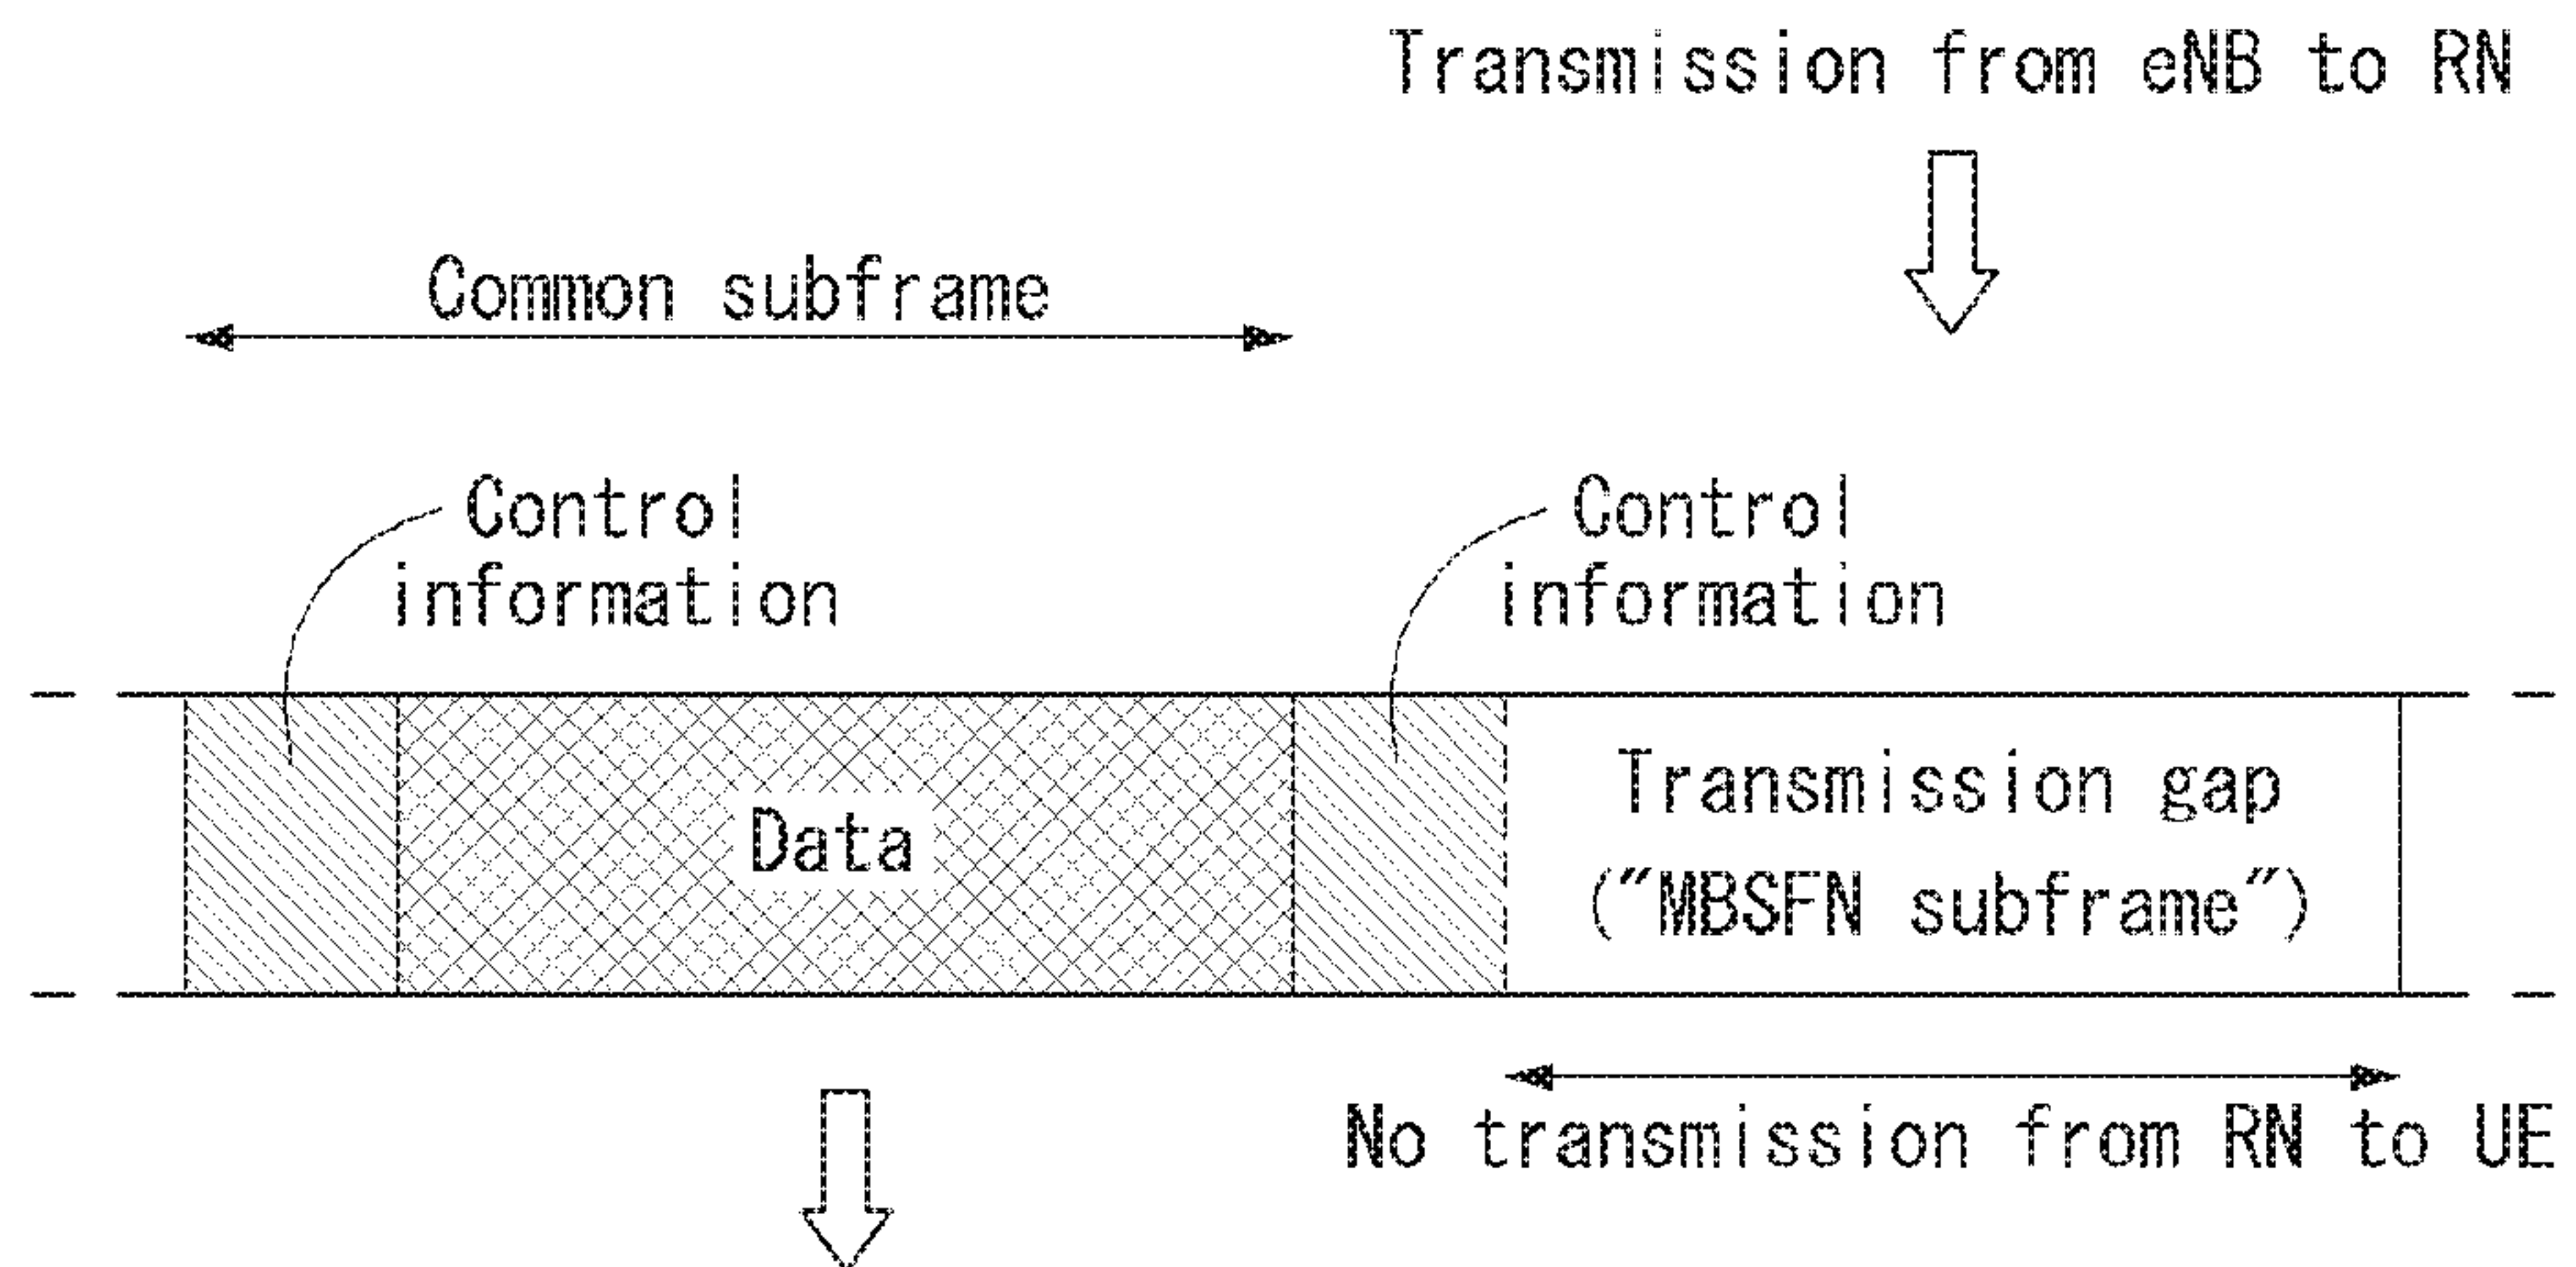 Transmission from eNB to RN
Common subframe
Control
information
Control
information
Data
Transmission gap
("MBSFN subframe")
No transmission from RN to UE